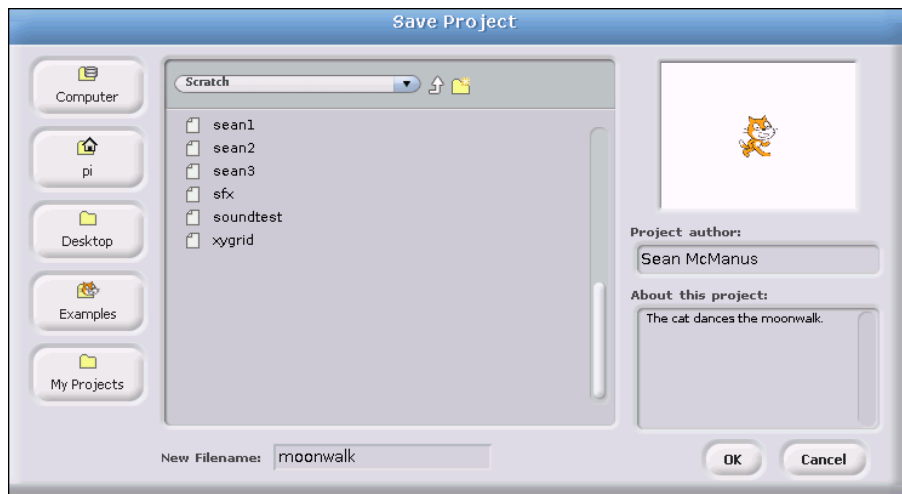 Save Project
Computer
pi
Desktop
Examples
My Projects
Scratch
sean1
sean2
sean3
sfx
soundtest
xygrid
New Filename: moonwalk
Project author:
Sean McManus
About this project:
The cat dances the moonwalk.
OK
Cancel